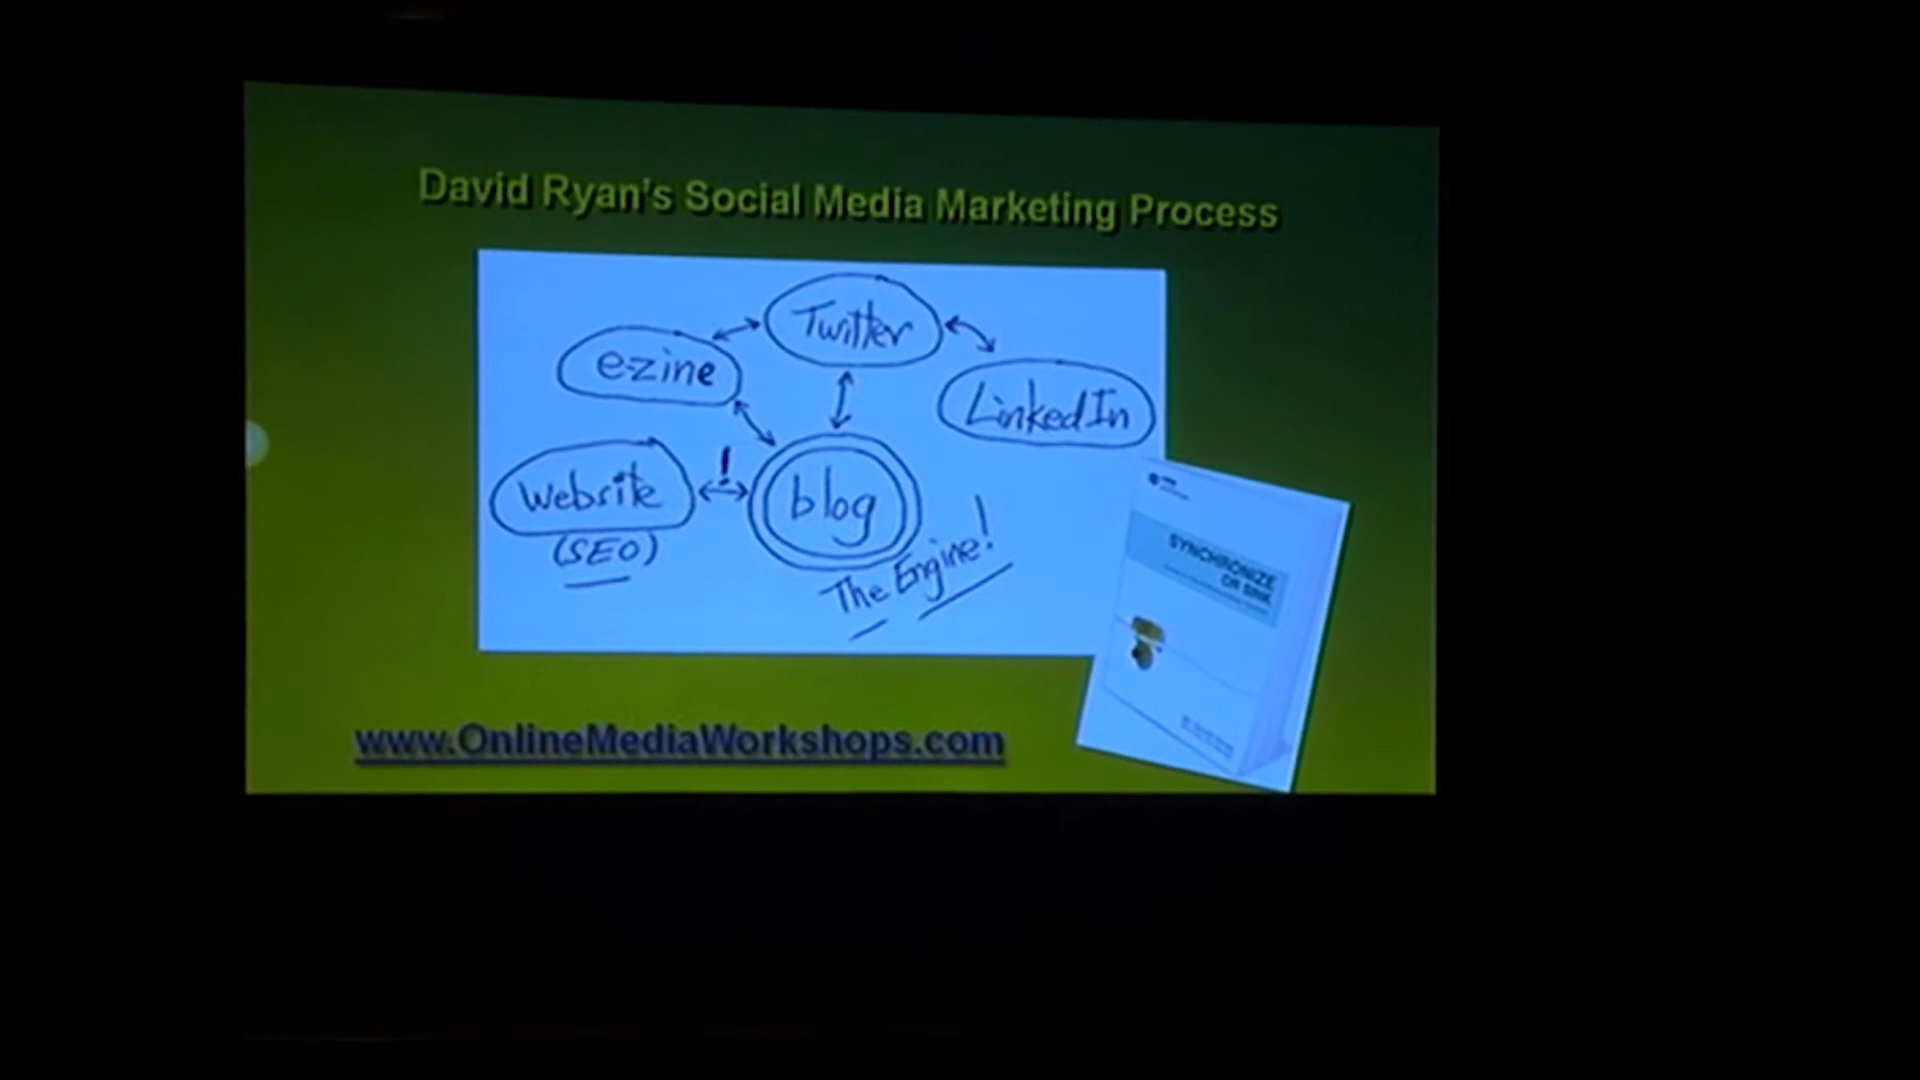 David Ryan's Social Media Marketing Process
Twitter
e-zine
LinkedIn
!
website
blog
(SEO)
The Engine!
SYNCHRONIZE
OR SINK
www.OnlineMediaWorkshops.com